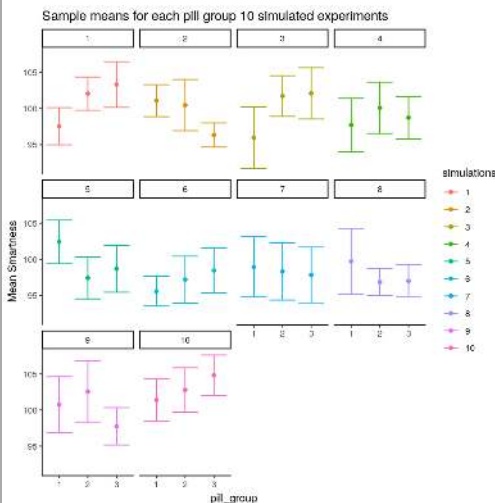 Sample means for each pill group 10 simulated experiments
1 2 3 4
105
100
95
5 6 7 8
105
100
95
1 2 3 1 2 3
9 10
105
100
95
1 2 3 1 2 3
Mean Smartness
pill_group
simulations
1
2
3
4
5
6
7
8
9
10